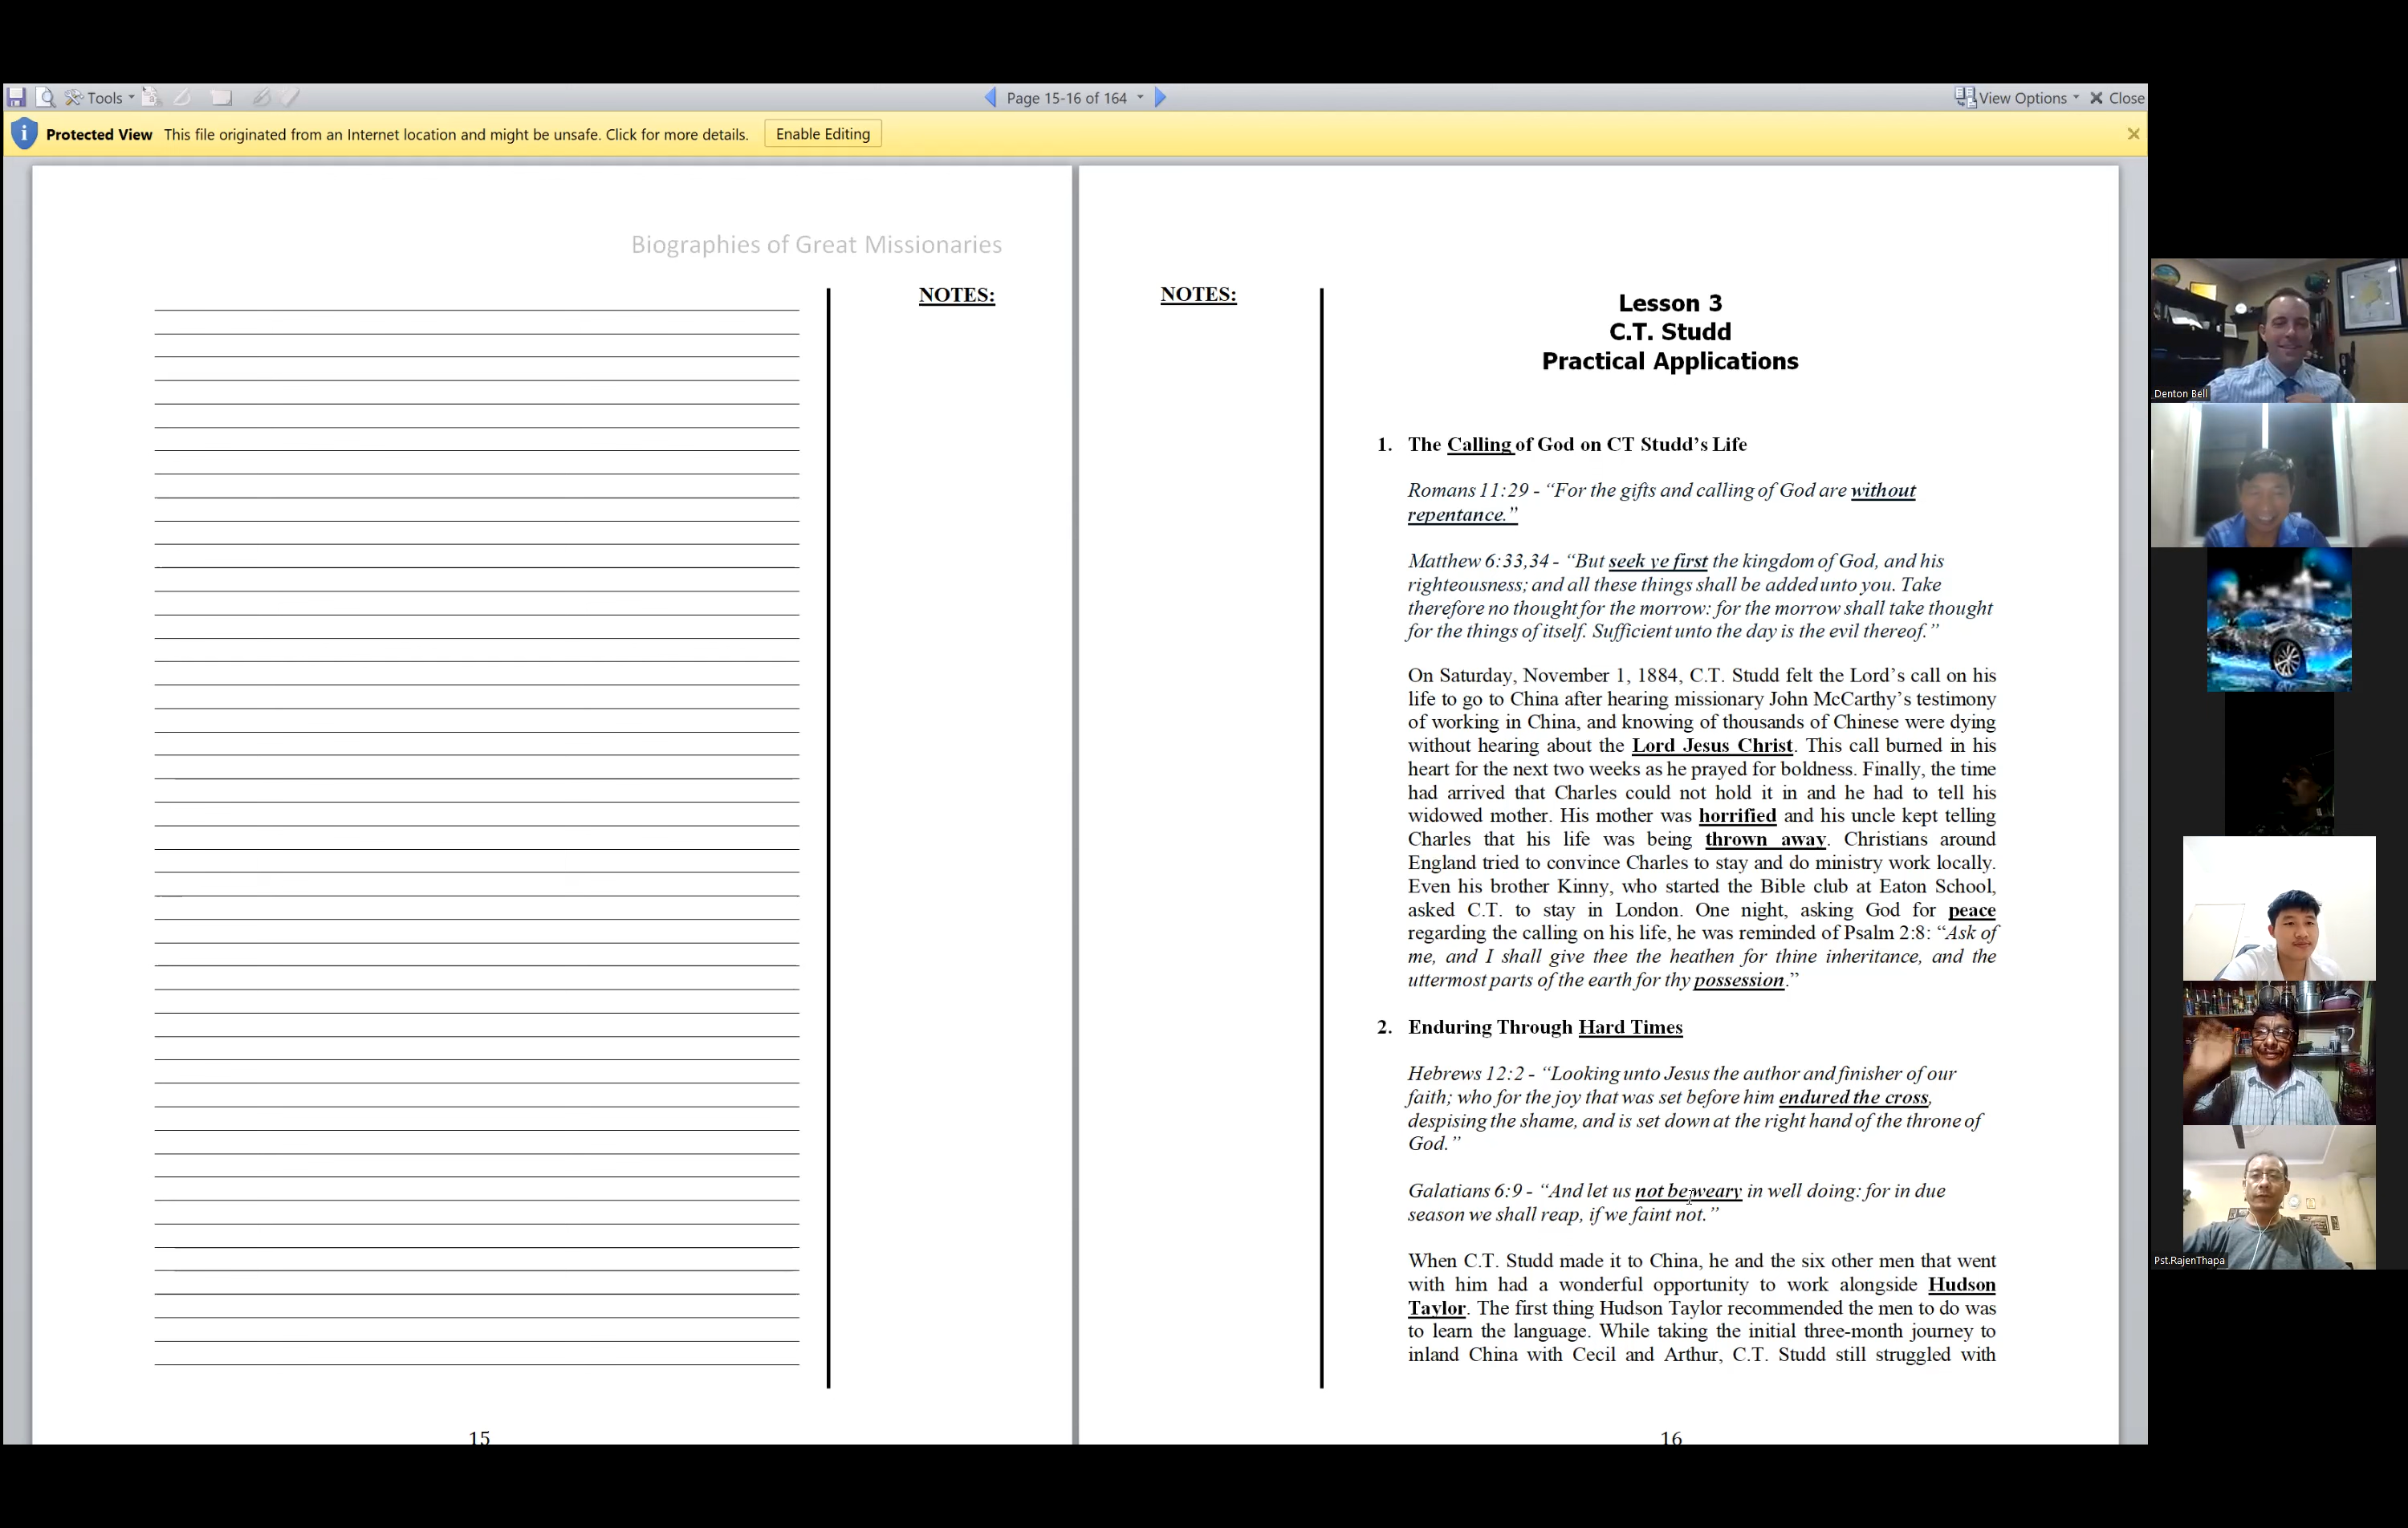 Tools
Page 15-16 of 164
View Options
Close
Protected View This file originated from an Internet location and might be unsafe. Click for more details. Enable Editing
Biographies of Great Missionaries
NOTES:
15
NOTES:
Lesson 3
C.T. Studd
Practical Applications
1. The Calling of God on CT Studd’s Life
Romans 11:29 - “For the gifts and calling of God are without
repentance.”
Matthew 6:33,34 - “But seek ye first the kingdom of God, and his
righteousness; and all these things shall be added unto you. Take
therefore no thought for the morrow: for the morrow shall take thought
for the things of itself. Sufficient unto the day is the evil thereof.”
On Saturday, November 1, 1884, C.T. Studd felt the Lord’s call on his
life to go to China after hearing missionary John McCarthy’s testimony
of working in China, and knowing of thousands of Chinese were dying
without hearing about the Lord Jesus Christ. This call burned in his
heart for the next two weeks as he prayed for boldness. Finally, the time
had arrived that Charles could not hold it in and he had to tell his
widowed mother. His mother was horrified and his uncle kept telling
Charles that his life was being thrown away. Christians around
England tried to convince Charles to stay and do ministry work locally.
Even his brother Kinny, who started the Bible club at Eaton School,
asked C.T. to stay in London. One night, asking God for peace
regarding the calling on his life, he was reminded of Psalm 2:8: “Ask of
me, and I shall give thee the heathen for thine inheritance, and the
uttermost parts of the earth for thy possession.”
2. Enduring Through Hard Times
Hebrews 12:2 - “Looking unto Jesus the author and finisher of our
faith; who for the joy that was set before him endured the cross,
despising the shame, and is set down at the right hand of the throne of
God.”
Galatians 6:9 - “And let us not be weary in well doing: for in due
season we shall reap, if we faint not.”
When C.T. Studd made it to China, he and the six other men that went
with him had a wonderful opportunity to work alongside Hudson
Taylor. The first thing Hudson Taylor recommended the men to do was
to learn the language. While taking the initial three-month journey to
inland China with Cecil and Arthur, C.T. Studd still struggled with
16
Denton Bell
Pst.RajenThapa